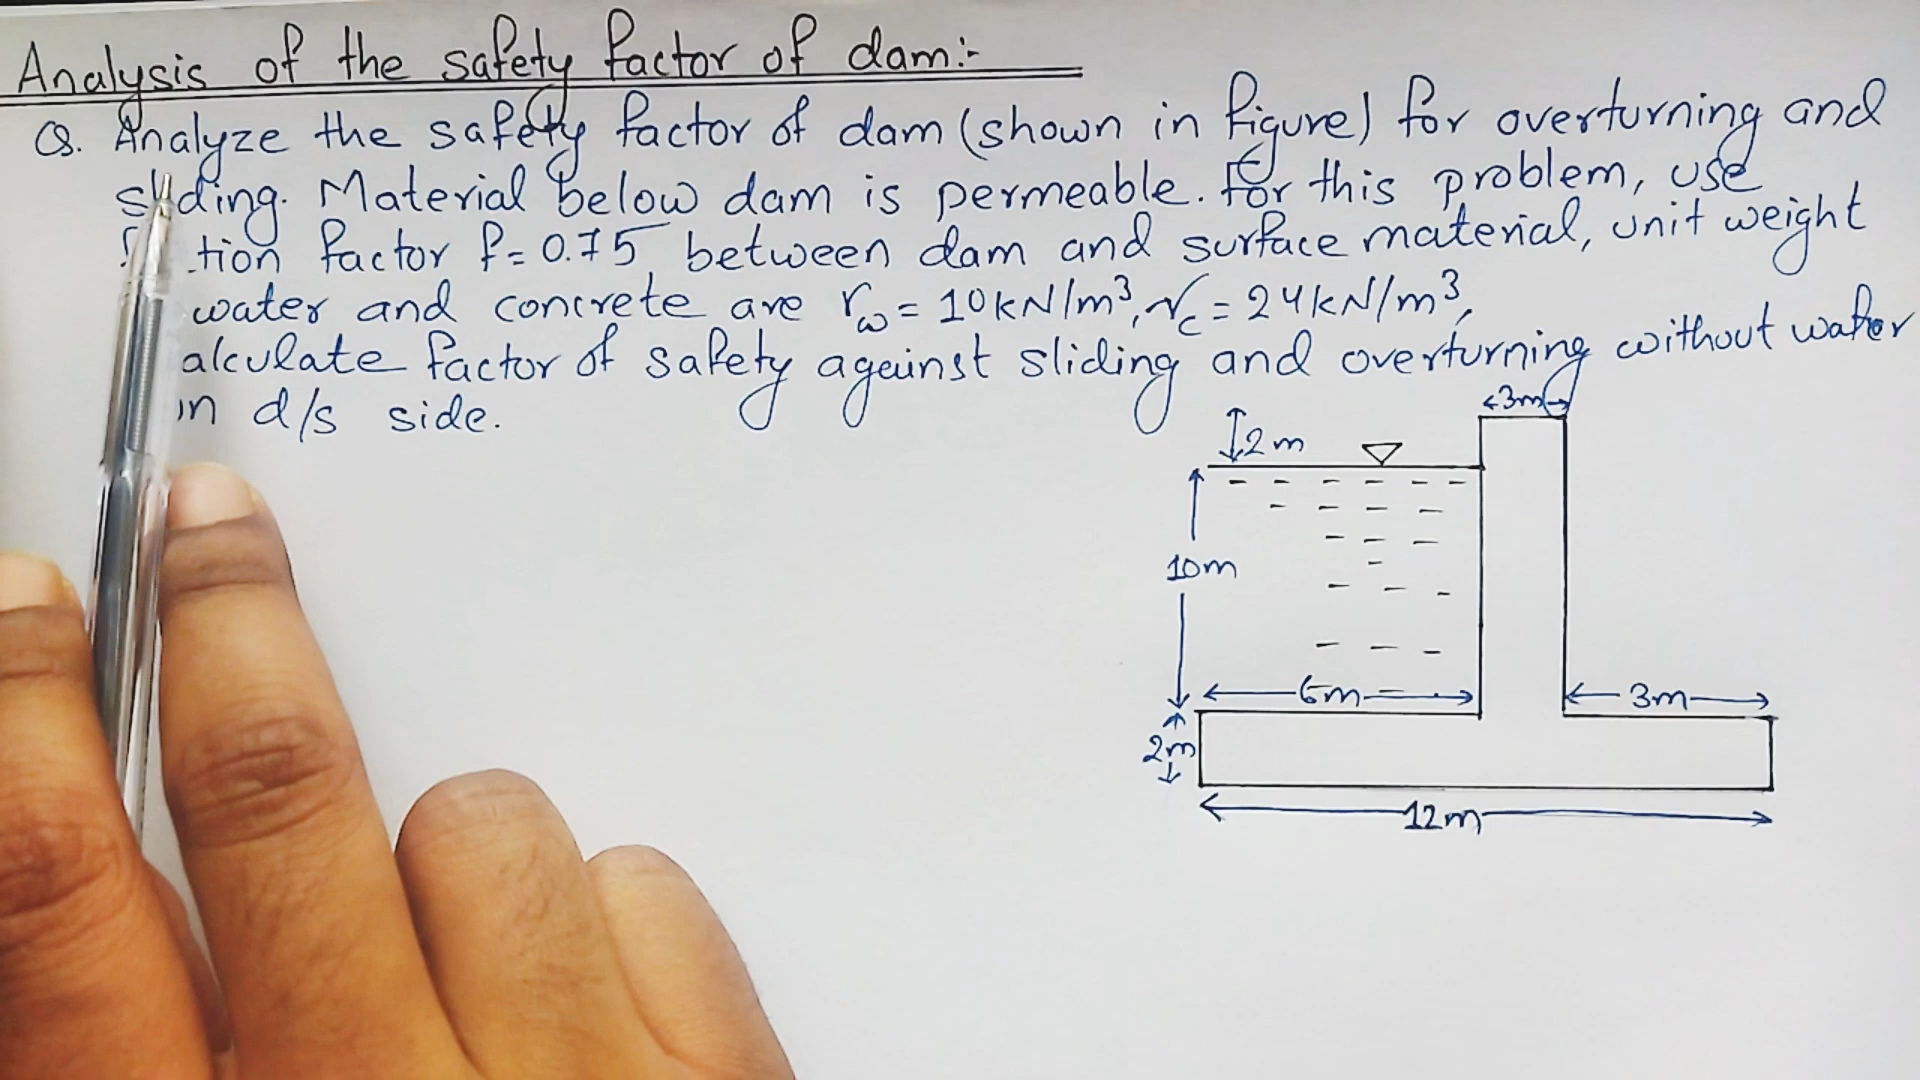 Analysis of the safety factor of dam:-
Q. Analyze the safety factor of dam (shown in figure) for overturning and
sliding. Material below dam is permeable. For this problem, use
tion factor f = 0.75 between dam and surface material, unit weight
water and concrete are γw = 10kN/m³, γc = 24kN/m³,
alculate factor of safety against sliding and overturning without water
in d/s side.
3m
2m
10m
6m
3m
2m
12m